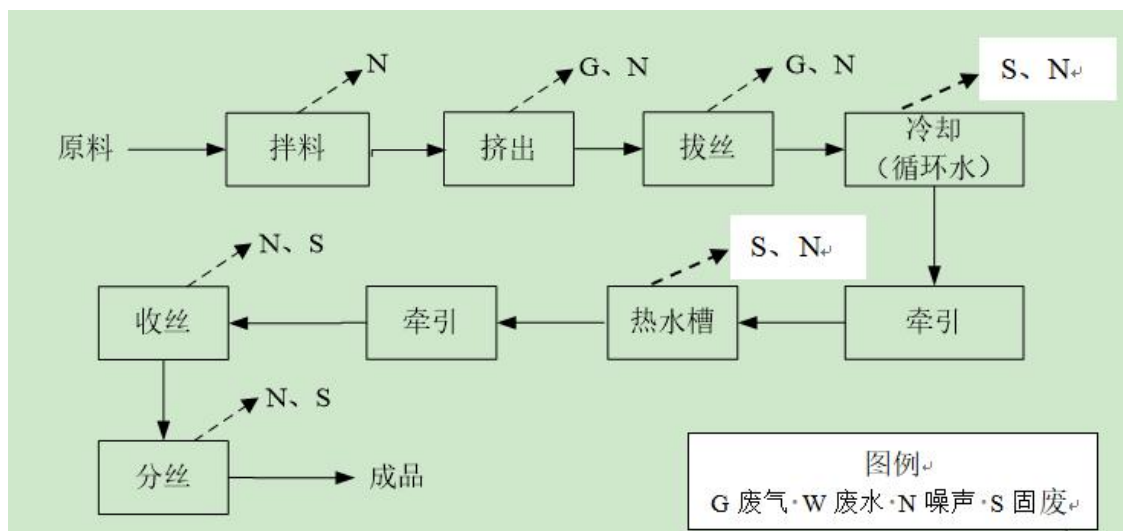 N
G、N
G、N
S、N
原料
拌料
挤出
拔丝
冷却
（循环水）
N、S
S、N
收丝
牵引
热水槽
牵引
N、S
分丝
成品
图例
G 废气·W 废水·N 噪声·S 固废